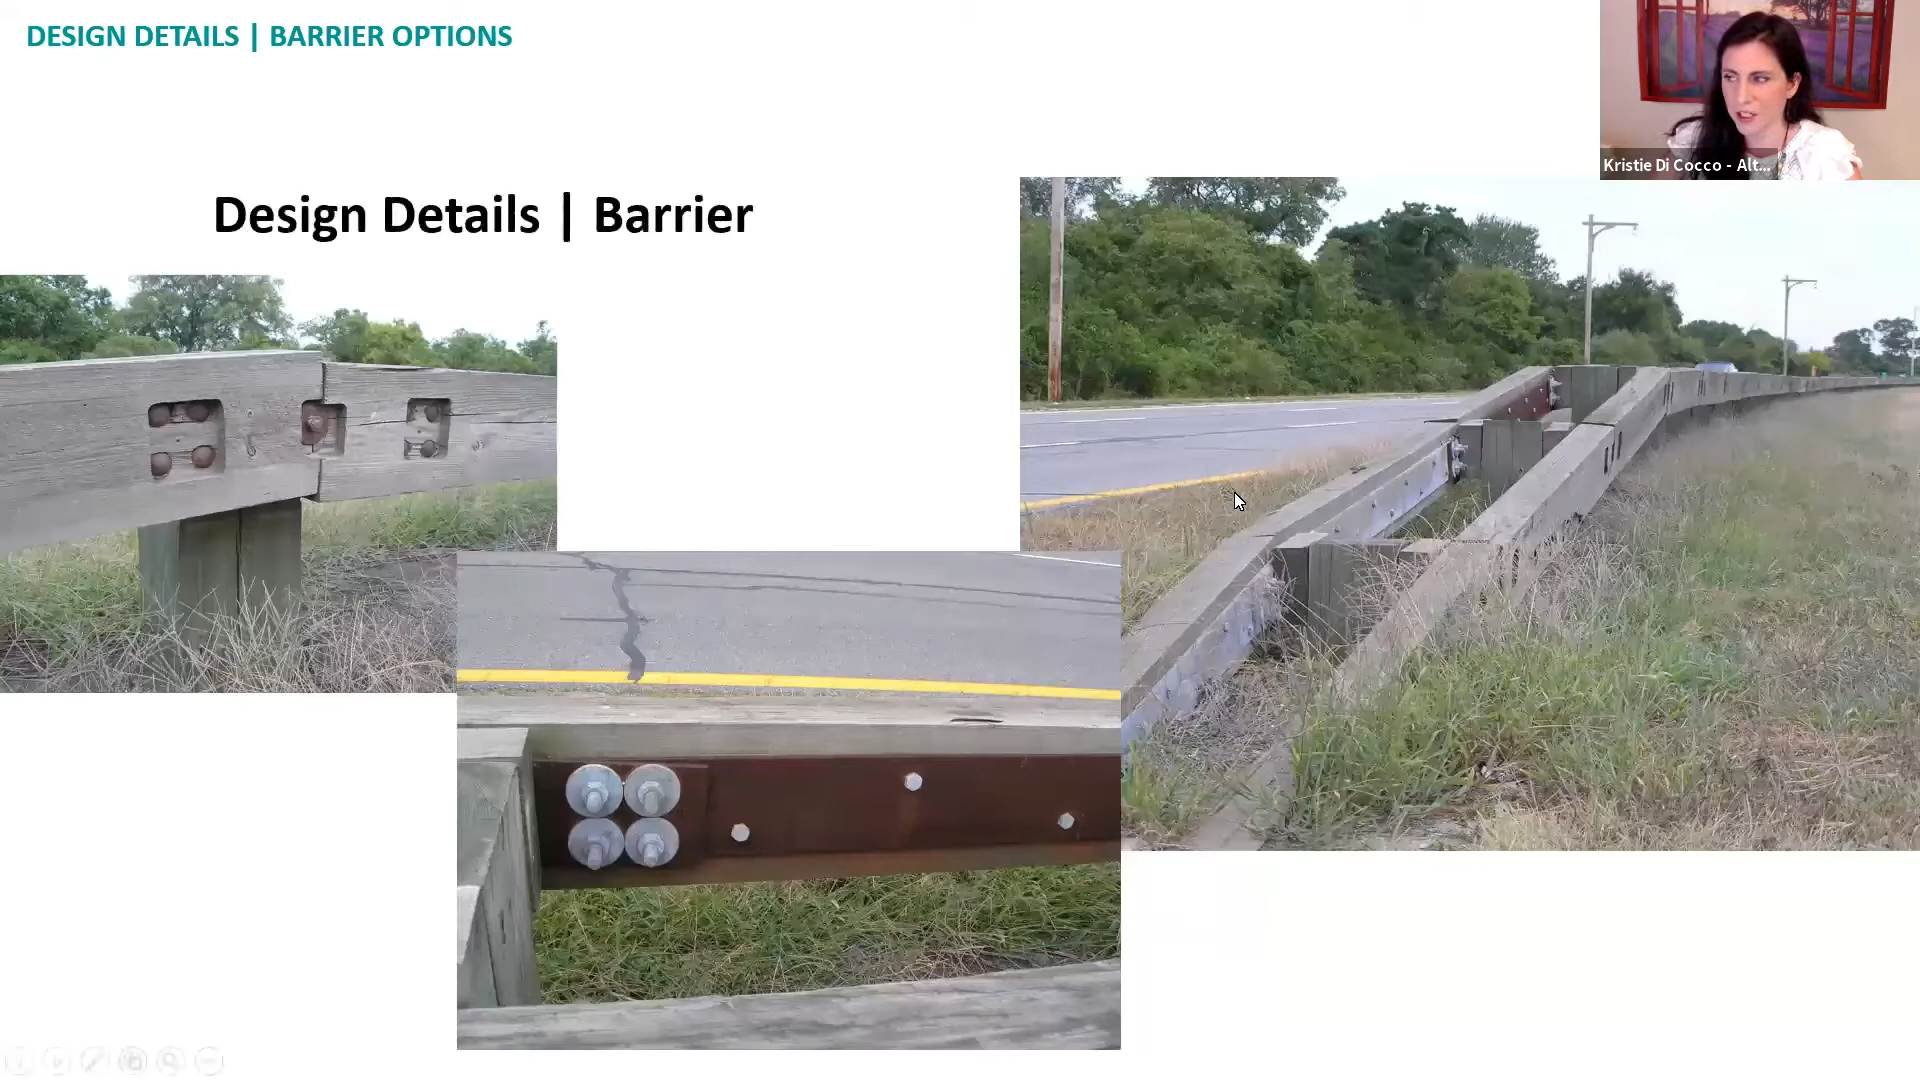 DESIGN DETAILS | BARRIER OPTIONS
Kristie Di Cocco - Alt...
Design Details | Barrier